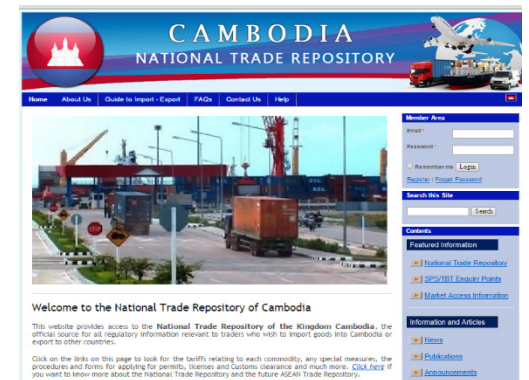 CAMBODIA
NATIONAL TRADE REPOSITORY
Home About Us Guide to Import - Export FAQs Contact Us Help
Member Area
Email *
Password *
Remember me Login
Register | Forgot Password
Search this Site
Search
Contents
Featured Information
National Trade Repository
SPS/TBT Enquiry Points
Market Access Information
Information and Articles
News
Publications
Announcements
STOP
Welcome to the National Trade Repository of Cambodia
This website provides access to the National Trade Repository of the Kingdom Cambodia, the
official source for all regulatory information relevant to traders who wish to import goods into Cambodia or
export to other countries.
Click on the links on this page to look for the tariffs relating to each commodity, any special measures, the
procedures and forms for applying for permits, licenses and Customs clearance and much more. Click here if
you want to know more about the National Trade Repository and the future ASEAN Trade Repository.